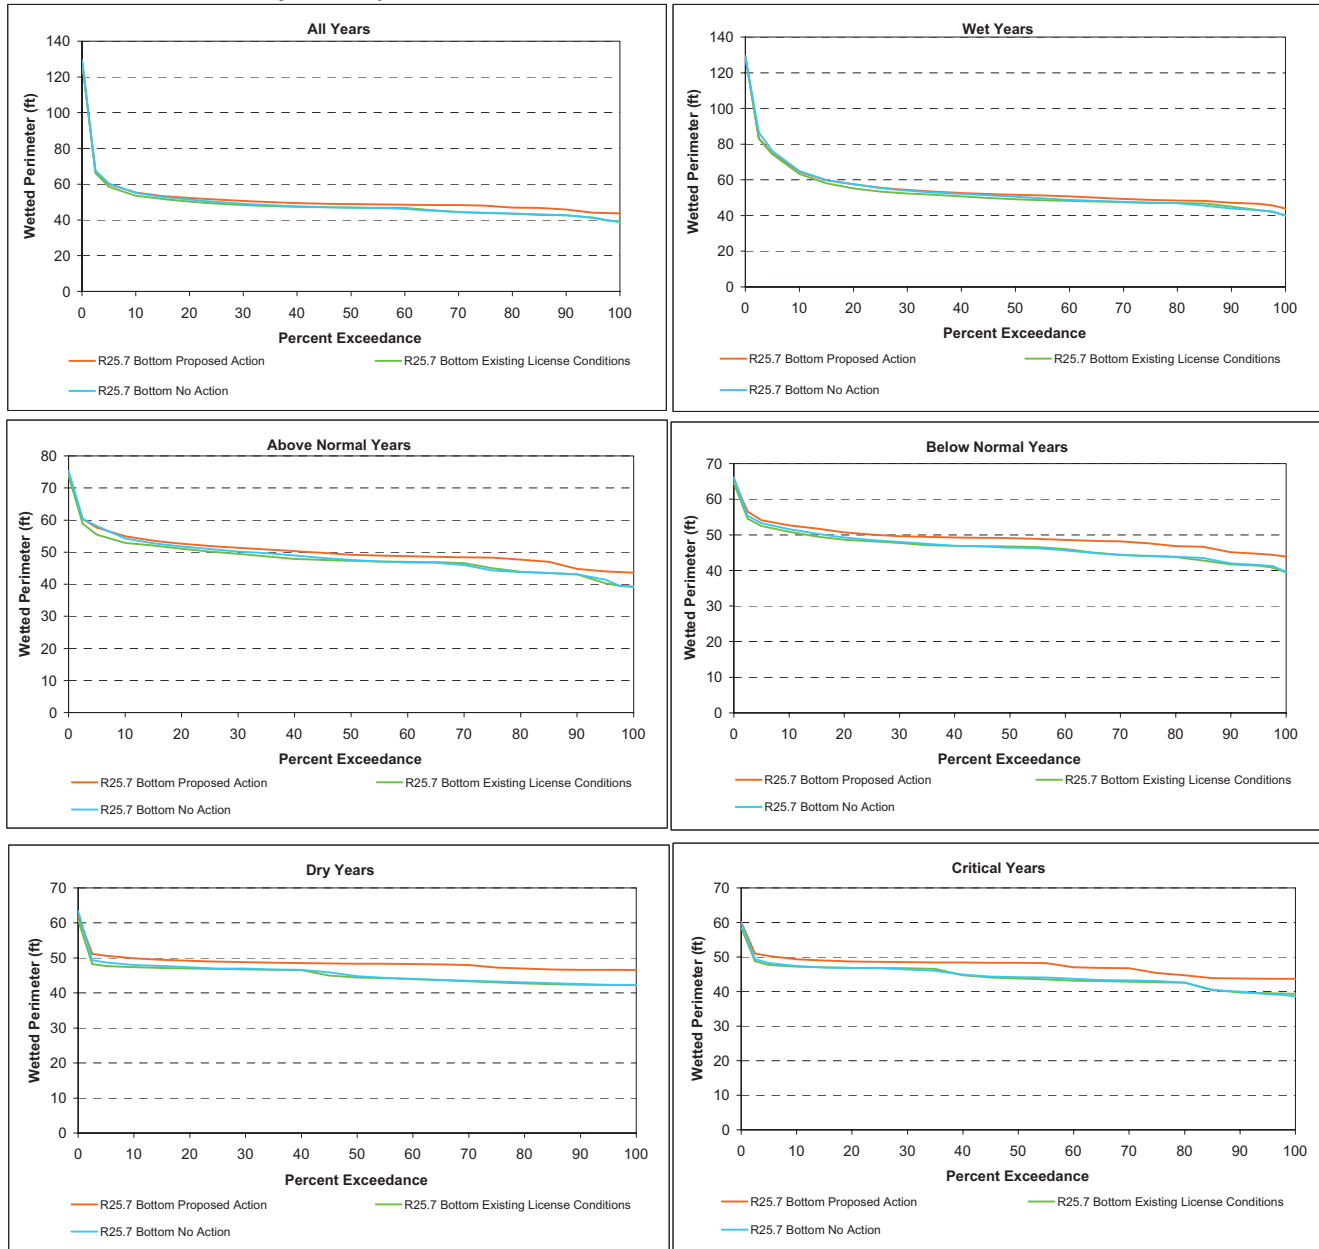 All Years
Wetted Perimeter (ft)
140
120
100
80
60
40
20
0
0 10 20 30 40 50 60 70 80 90 100
Percent Exceedance
R25.7 Bottom Proposed Action R25.7 Bottom Existing License Conditions
R25.7 Bottom No Action
Wet Years
Wetted Perimeter (ft)
140
120
100
80
60
40
20
0
0 10 20 30 40 50 60 70 80 90 100
Percent Exceedance
R25.7 Bottom Proposed Action R25.7 Bottom Existing License Conditions
R25.7 Bottom No Action
Above Normal Years
Wetted Perimeter (ft)
80
70
60
50
40
30
20
10
0
0 10 20 30 40 50 60 70 80 90 100
Percent Exceedance
R25.7 Bottom Proposed Action R25.7 Bottom Existing License Conditions
R25.7 Bottom No Action
Below Normal Years
Wetted Perimeter (ft)
70
60
50
40
30
20
10
0
0 10 20 30 40 50 60 70 80 90 100
Percent Exceedance
R25.7 Bottom Proposed Action R25.7 Bottom Existing License Conditions
R25.7 Bottom No Action
Dry Years
Wetted Perimeter (ft)
70
60
50
40
30
20
10
0
0 10 20 30 40 50 60 70 80 90 100
Percent Exceedance
R25.7 Bottom Proposed Action R25.7 Bottom Existing License Conditions
R25.7 Bottom No Action
Critical Years
Wetted Perimeter (ft)
70
60
50
40
30
20
10
0
0 10 20 30 40 50 60 70 80 90 100
Percent Exceedance
R25.7 Bottom Proposed Action R25.7 Bottom Existing License Conditions
R25.7 Bottom No Action